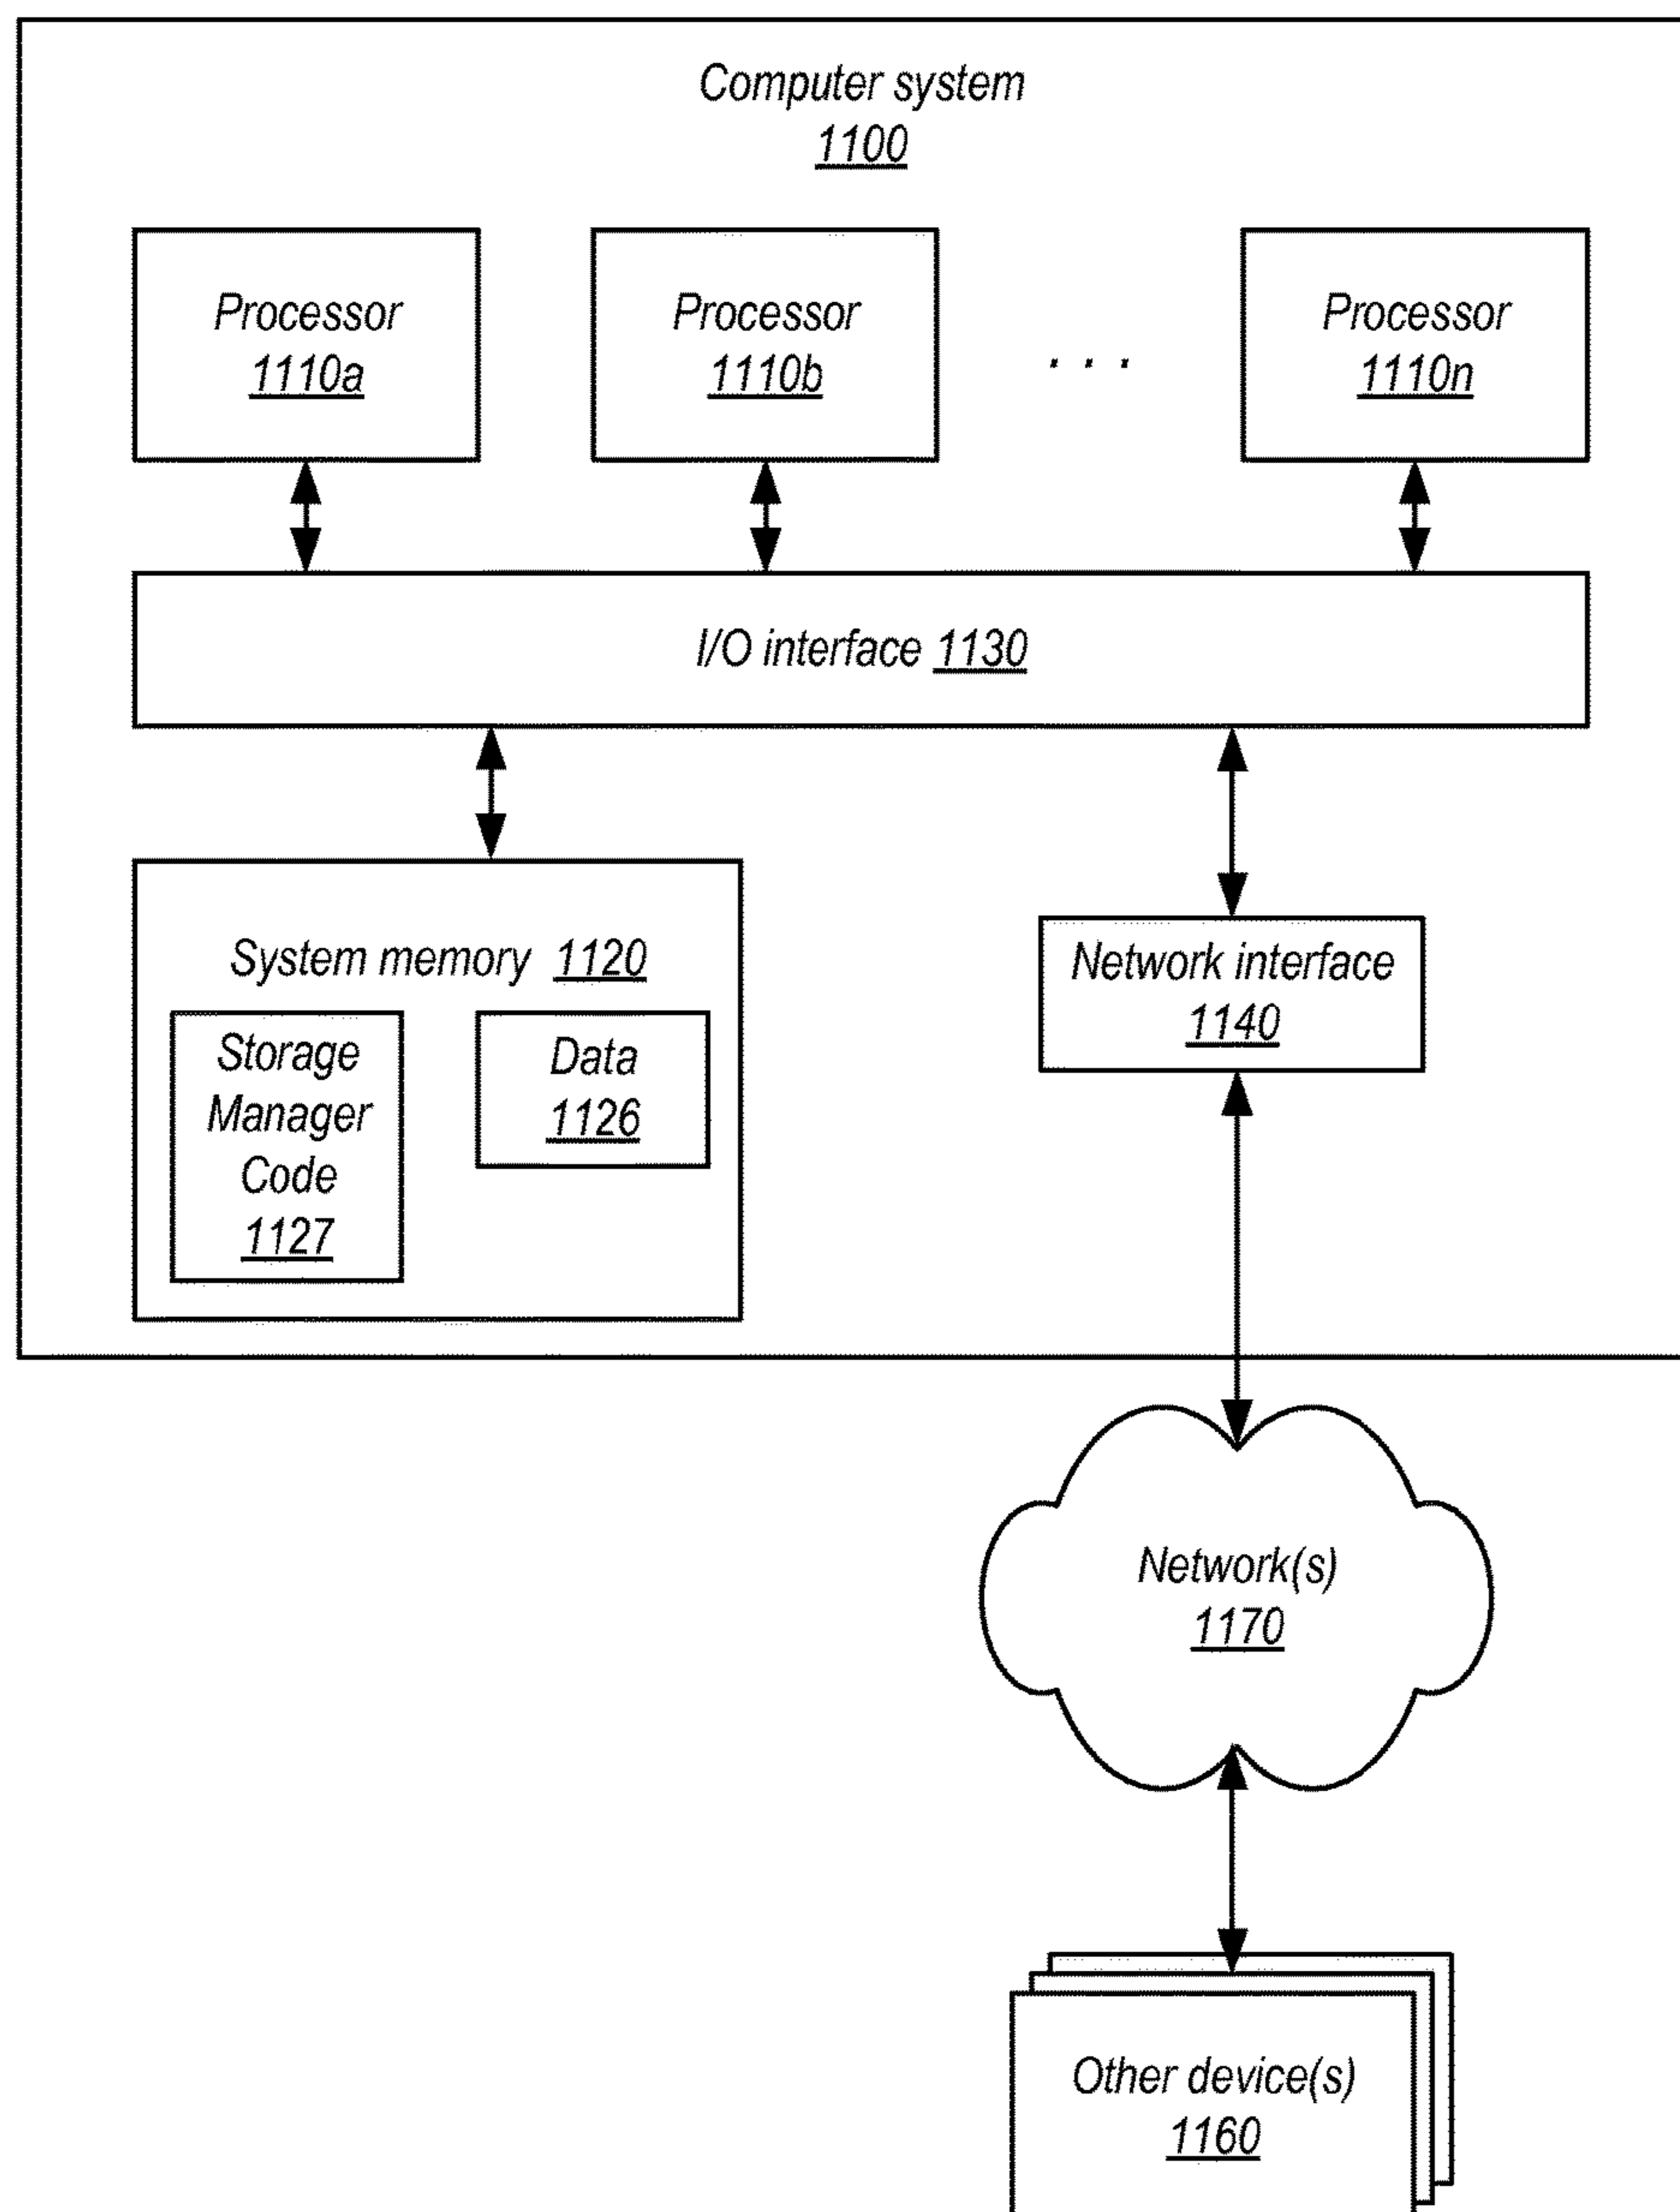 Computer system
1100
Processor
1110a
Processor
1110b
. . .
Processor
1110n
I/O interface 1130
System memory 1120
Storage
Manager
Code
1127
Data
1126
Network interface
1140
Network(s)
1170
Other device(s)
1160